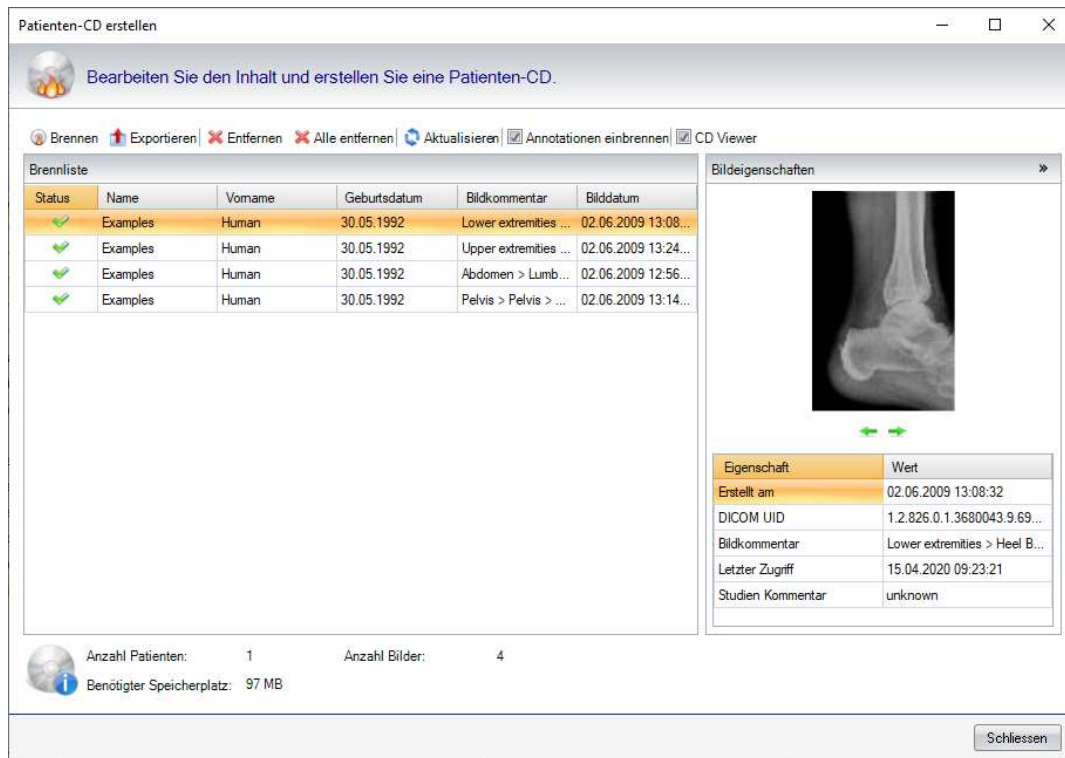 Patienten-CD erstellen
Bearbeiten Sie den Inhalt und erstellen Sie eine Patienten-CD.
Brennen Exportieren Entfernen Alle entfernen Aktualisieren Annotationen einbrennen CD Viewer
Brennliste
Status Name Vorname Geburtsdatum Bildkommentar Bilddatum
Examples Human 30.05.1992 Lower extremities ... 02.06.2009 13:08...
Examples Human 30.05.1992 Upper extremities ... 02.06.2009 13:24...
Examples Human 30.05.1992 Abdomen > Lumb... 02.06.2009 12:56...
Examples Human 30.05.1992 Pelvis > Pelvis > ... 02.06.2009 13:14...
Bildeigenschaften »
Eigenschaft Wert
Erstellt am 02.06.2009 13:08:32
DICOM UID 1.2.826.0.1.3680043.9.69...
Bildkommentar Lower extremities > Heel B...
Letzter Zugriff 15.04.2020 09:23:21
Studien Kommentar unknown
Anzahl Patienten: 1 Anzahl Bilder: 4
Benötigter Speicherplatz: 97 MB
Schliessen